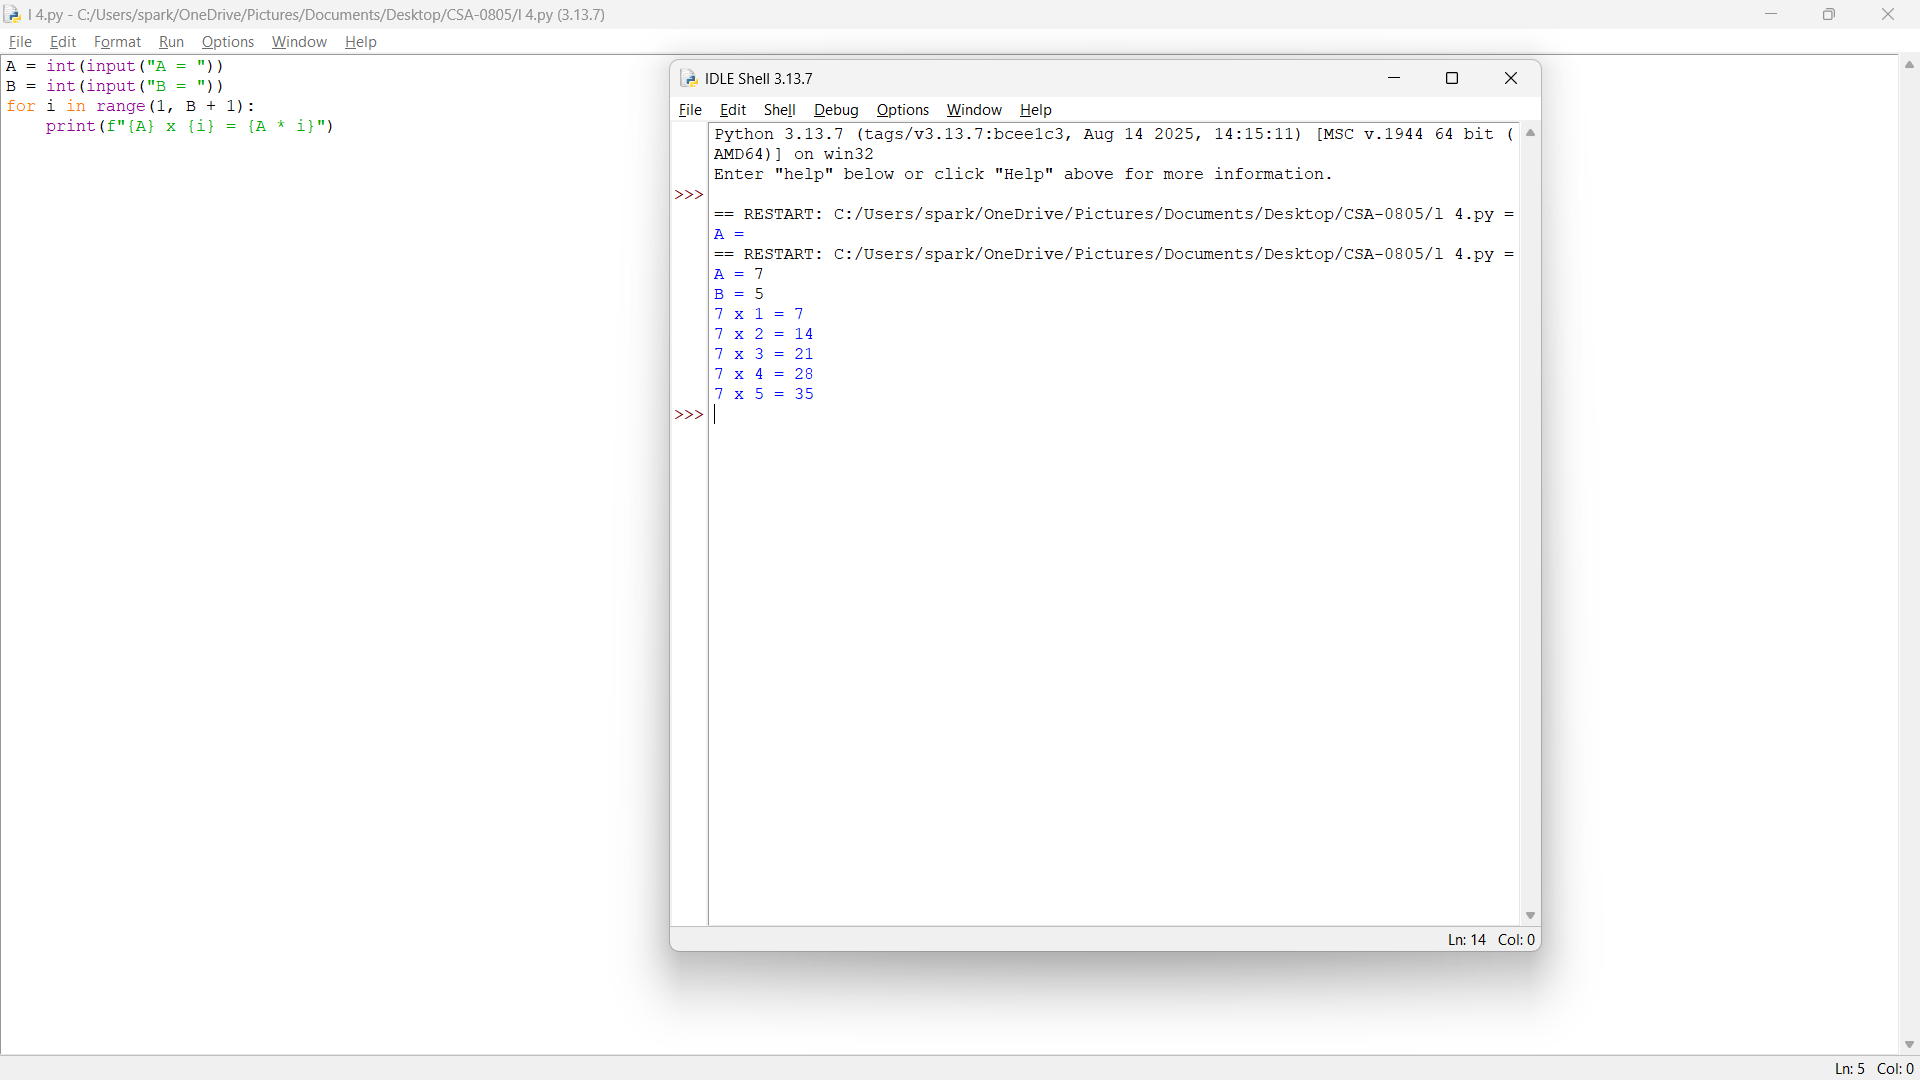 l 4.py - C:/Users/spark/OneDrive/Pictures/Documents/Desktop/CSA-0805/l 4.py (3.13.7)
File Edit Format Run Options Window Help
A = int(input("A = "))
B = int(input("B = "))
for i in range(1, B + 1):
    print(f"{A} x {i} = {A * i}")
IDLE Shell 3.13.7
File Edit Shell Debug Options Window Help
Python 3.13.7 (tags/v3.13.7:bcee1c3, Aug 14 2025, 14:15:11) [MSC v.1944 64 bit (
AMD64)] on win32
Enter "help" below or click "Help" above for more information.
>>>
== RESTART: C:/Users/spark/OneDrive/Pictures/Documents/Desktop/CSA-0805/l 4.py =
A =
== RESTART: C:/Users/spark/OneDrive/Pictures/Documents/Desktop/CSA-0805/l 4.py =
A = 7
B = 5
7 x 1 = 7
7 x 2 = 14
7 x 3 = 21
7 x 4 = 28
7 x 5 = 35
>>>
Ln: 14 Col: 0
Ln: 5 Col: 0